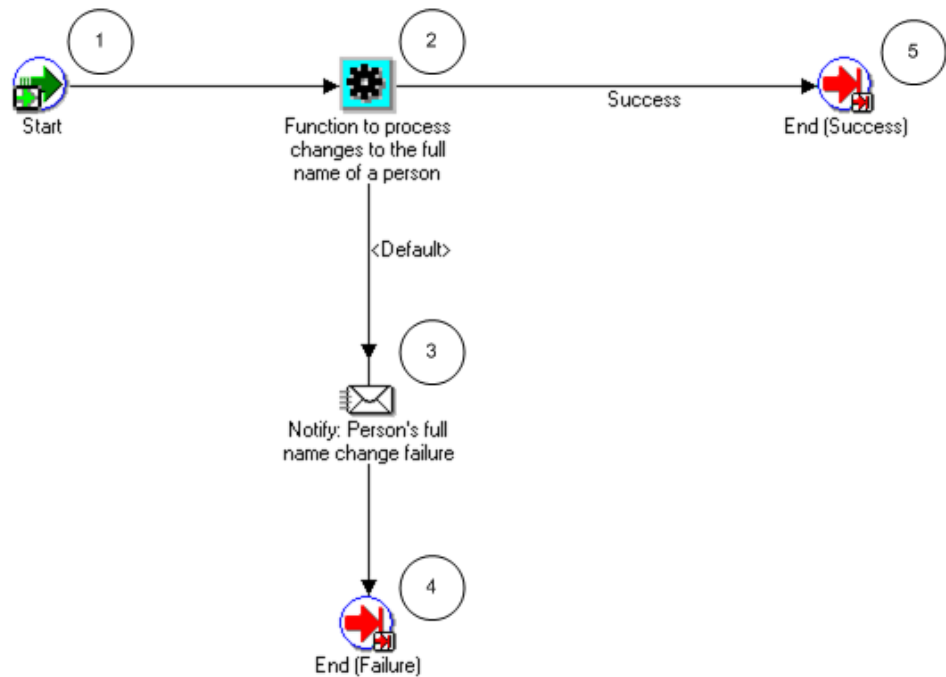 1
2
5
Start
Success
End (Success)
Function to process
changes to the full
name of a person
<Default>
3
Notify: Person's full
name change failure
4
End (Failure)